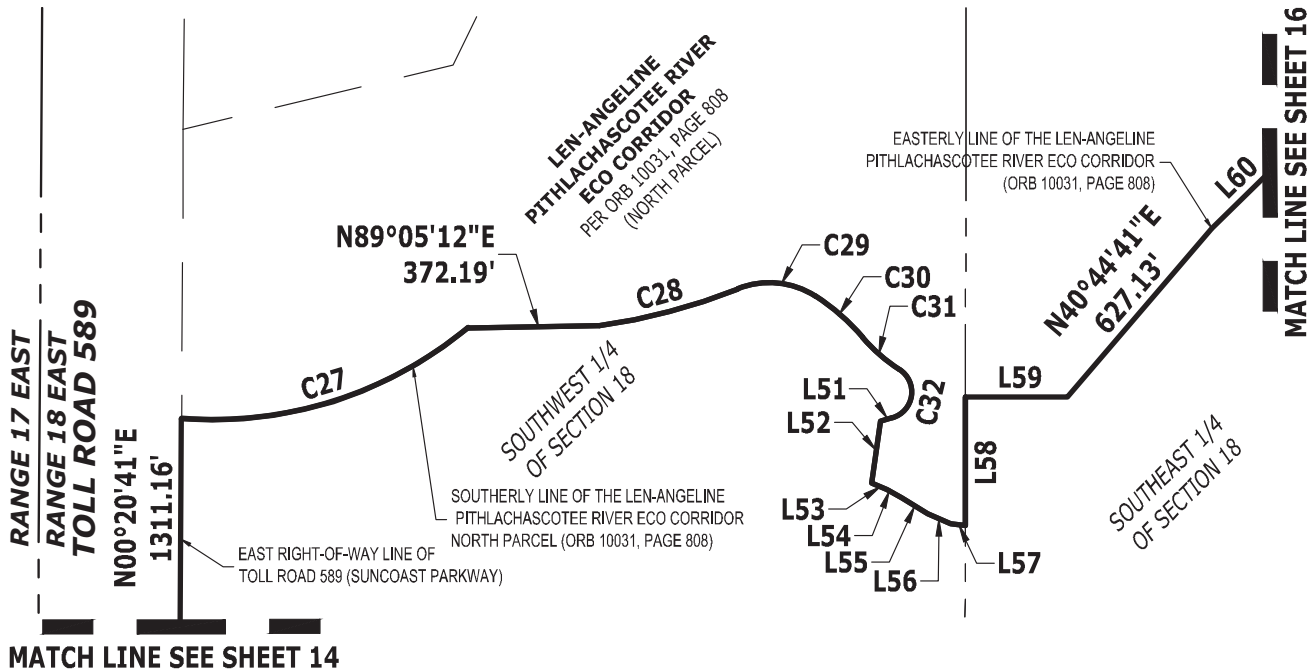 LEN-ANGELINE
PITHLACHASCOTEE RIVER
ECO CORRIDOR
PER ORB 10031, PAGE 808
(NORTH PARCEL)
EASTERLY LINE OF THE LEN-ANGELINE
PITHLACHASCOTEE RIVER ECO CORRIDOR
(ORB 10031, PAGE 808)
L60
MATCH LINE SEE SHEET 16
N89°05'12"E
372.19'
C28
C29
C30
C31
N40°44'41"E
627.13'
RANGE 17 EAST
RANGE 18 EAST
TOLL ROAD 589
C27
SOUTHWEST 1/4
OF SECTION 18
L51
L52
C32
L59
L58
N00°20'41"E
1311.16'
SOUTHERLY LINE OF THE LEN-ANGELINE
PITHLACHASCOTEE RIVER ECO CORRIDOR
NORTH PARCEL (ORB 10031, PAGE 808)
L53
L54
L55
L56
L57
SOUTHEAST 1/4
OF SECTION 18
EAST RIGHT-OF-WAY LINE OF
TOLL ROAD 589 (SUNCOAST PARKWAY)
MATCH LINE SEE SHEET 14